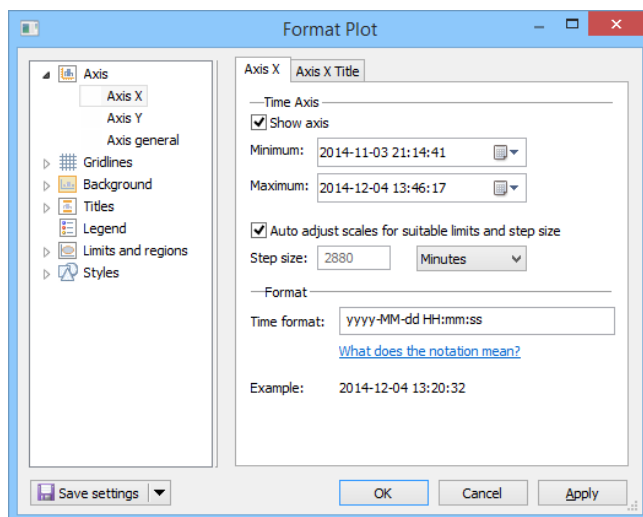 Format Plot
Axis
Axis X
Axis Y
Axis general
Gridlines
Background
Titles
Legend
Limits and regions
Styles
Axis X Axis X Title
Time Axis
Show axis
Minimum: 2014-11-03 21:14:41
Maximum: 2014-12-04 13:46:17
Auto adjust scales for suitable limits and step size
Step size: 2880 Minutes
Format
Time format: yyyy-MM-dd HH:mm:ss
What does the notation mean?
Example: 2014-12-04 13:20:32
Save settings OK Cancel Apply